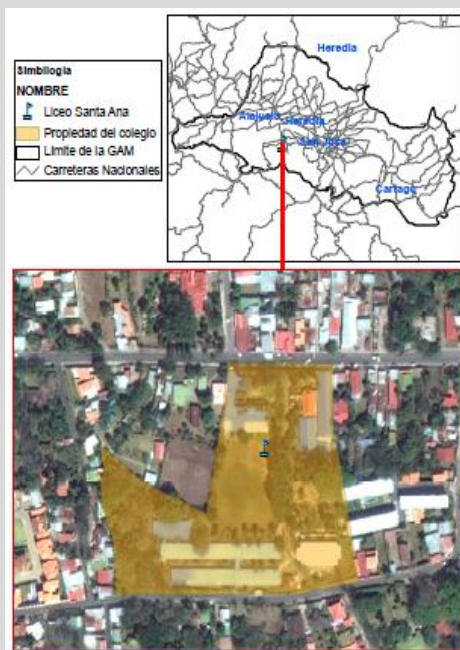 Simbilogia
NOMBRE
Liceo Santa Ana
Propiedad del colegio
Límite de la GAM
Carreteras Nacionales
Heredia
Alajuela
Heredia
San José
Cartago